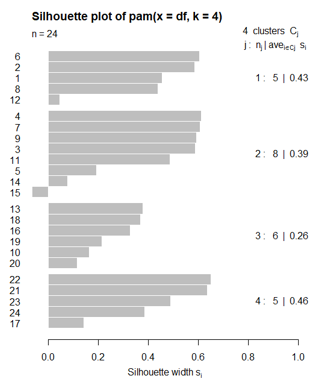 Silhouette plot of pam(x = df, k = 4)
n = 24
4 clusters Cj
j : nj | avei∈Cj si
6
2
1
8
12
1 : 5 | 0.43
4
7
9
3
11
5
14
15
2 : 8 | 0.39
13
18
16
19
10
20
3 : 6 | 0.26
22
21
23
24
17
4 : 5 | 0.46
0.0 0.2 0.4 0.6 0.8 1.0
Silhouette width si